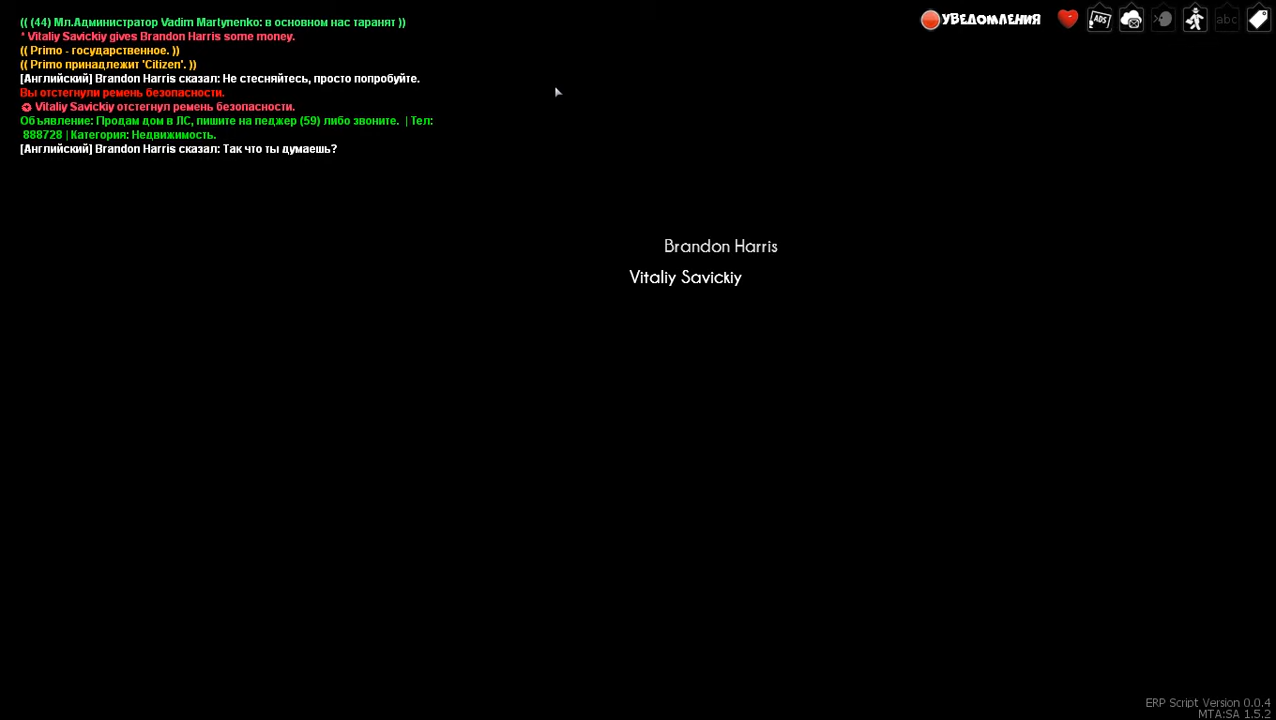 (( (44) Мл.Администратор Vadim Martynenko: в основном нас таранят ))
* Vitaliy Savickiy gives Brandon Harris some money.
(( Primo - государственное. ))
(( Primo принадлежит 'Citizen'. ))
[Английский] Brandon Harris сказал: Не стесняйтесь, просто попробуйте.
Вы отстегнули ремень безопасности.
Vitaliy Savickiy отстегнул ремень безопасности.
Объявление: Продам дом в ЛС, пишите на педжер (59) либо звоните. | Тел:
888728 | Категория: Недвижимость.
[Английский] Brandon Harris сказал: Так что ты думаешь?
УВЕДОМЛЕНИЯ
ADS
abc
Brandon Harris
Vitaliy Savickiy
ERP Script Version 0.0.4
MTA:SA 1.5.2